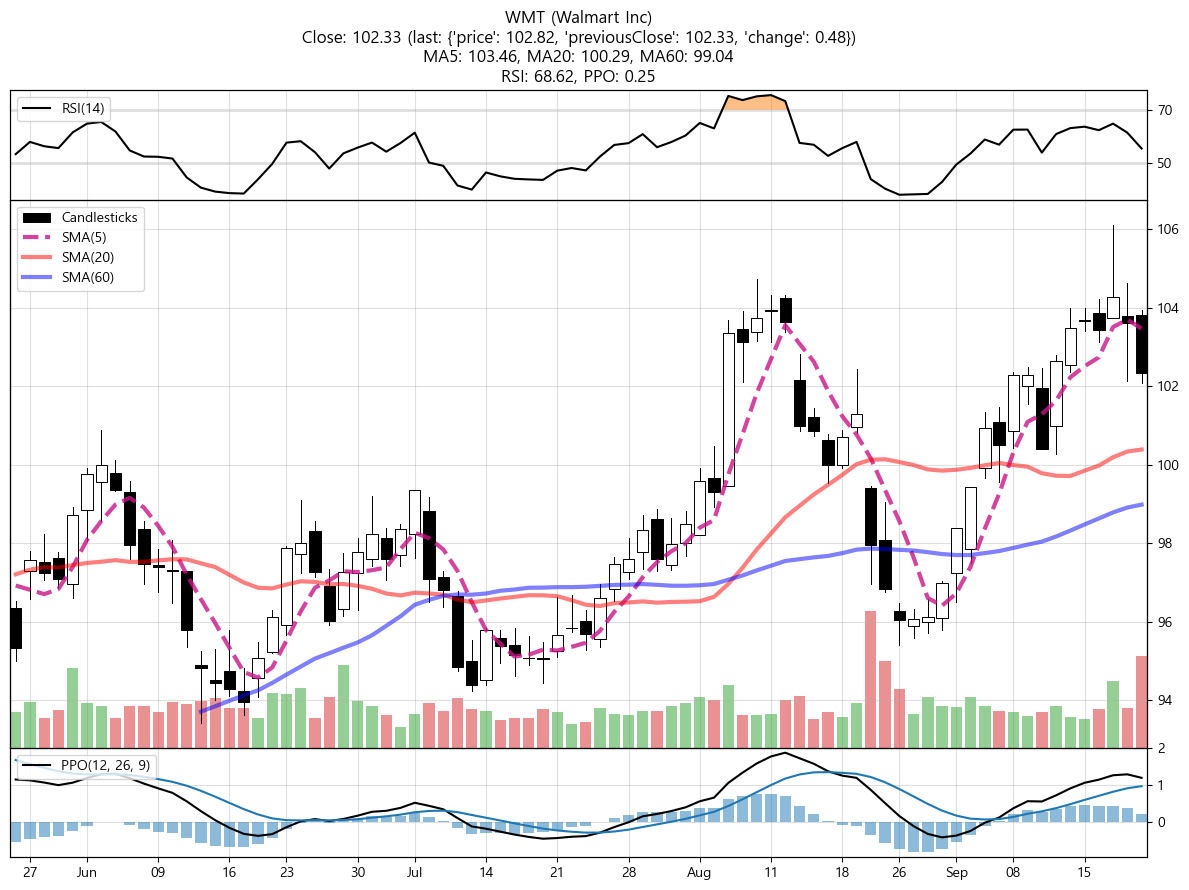 WMT (Walmart Inc)
Close: 102.33 (last: {'price': 102.82, 'previousClose': 102.33, 'change': 0.48})
MA5: 103.46, MA20: 100.29, MA60: 99.04
RSI: 68.62, PPO: 0.25
RSI(14)
70
50
Candlesticks
SMA(5)
SMA(20)
SMA(60)
106
104
102
100
98
96
94
PPO(12, 26, 9)
2
1
0
27 Jun 09 16 23 30 Jul 14 21 28 Aug 11 18 26 Sep 08 15